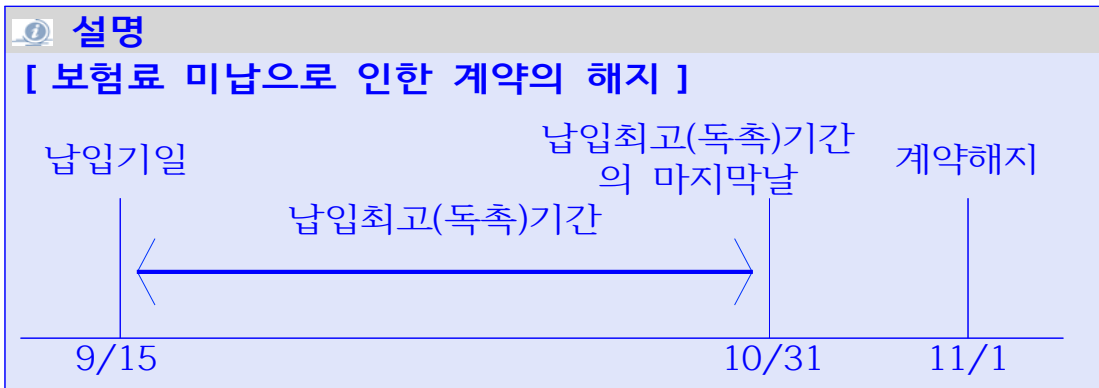 설명
[ 보험료 미납으로 인한 계약의 해지 ]
납입기일
납입최고(독촉)기간
의 마지막날
계약해지
납입최고(독촉)기간
9/15
10/31
11/1